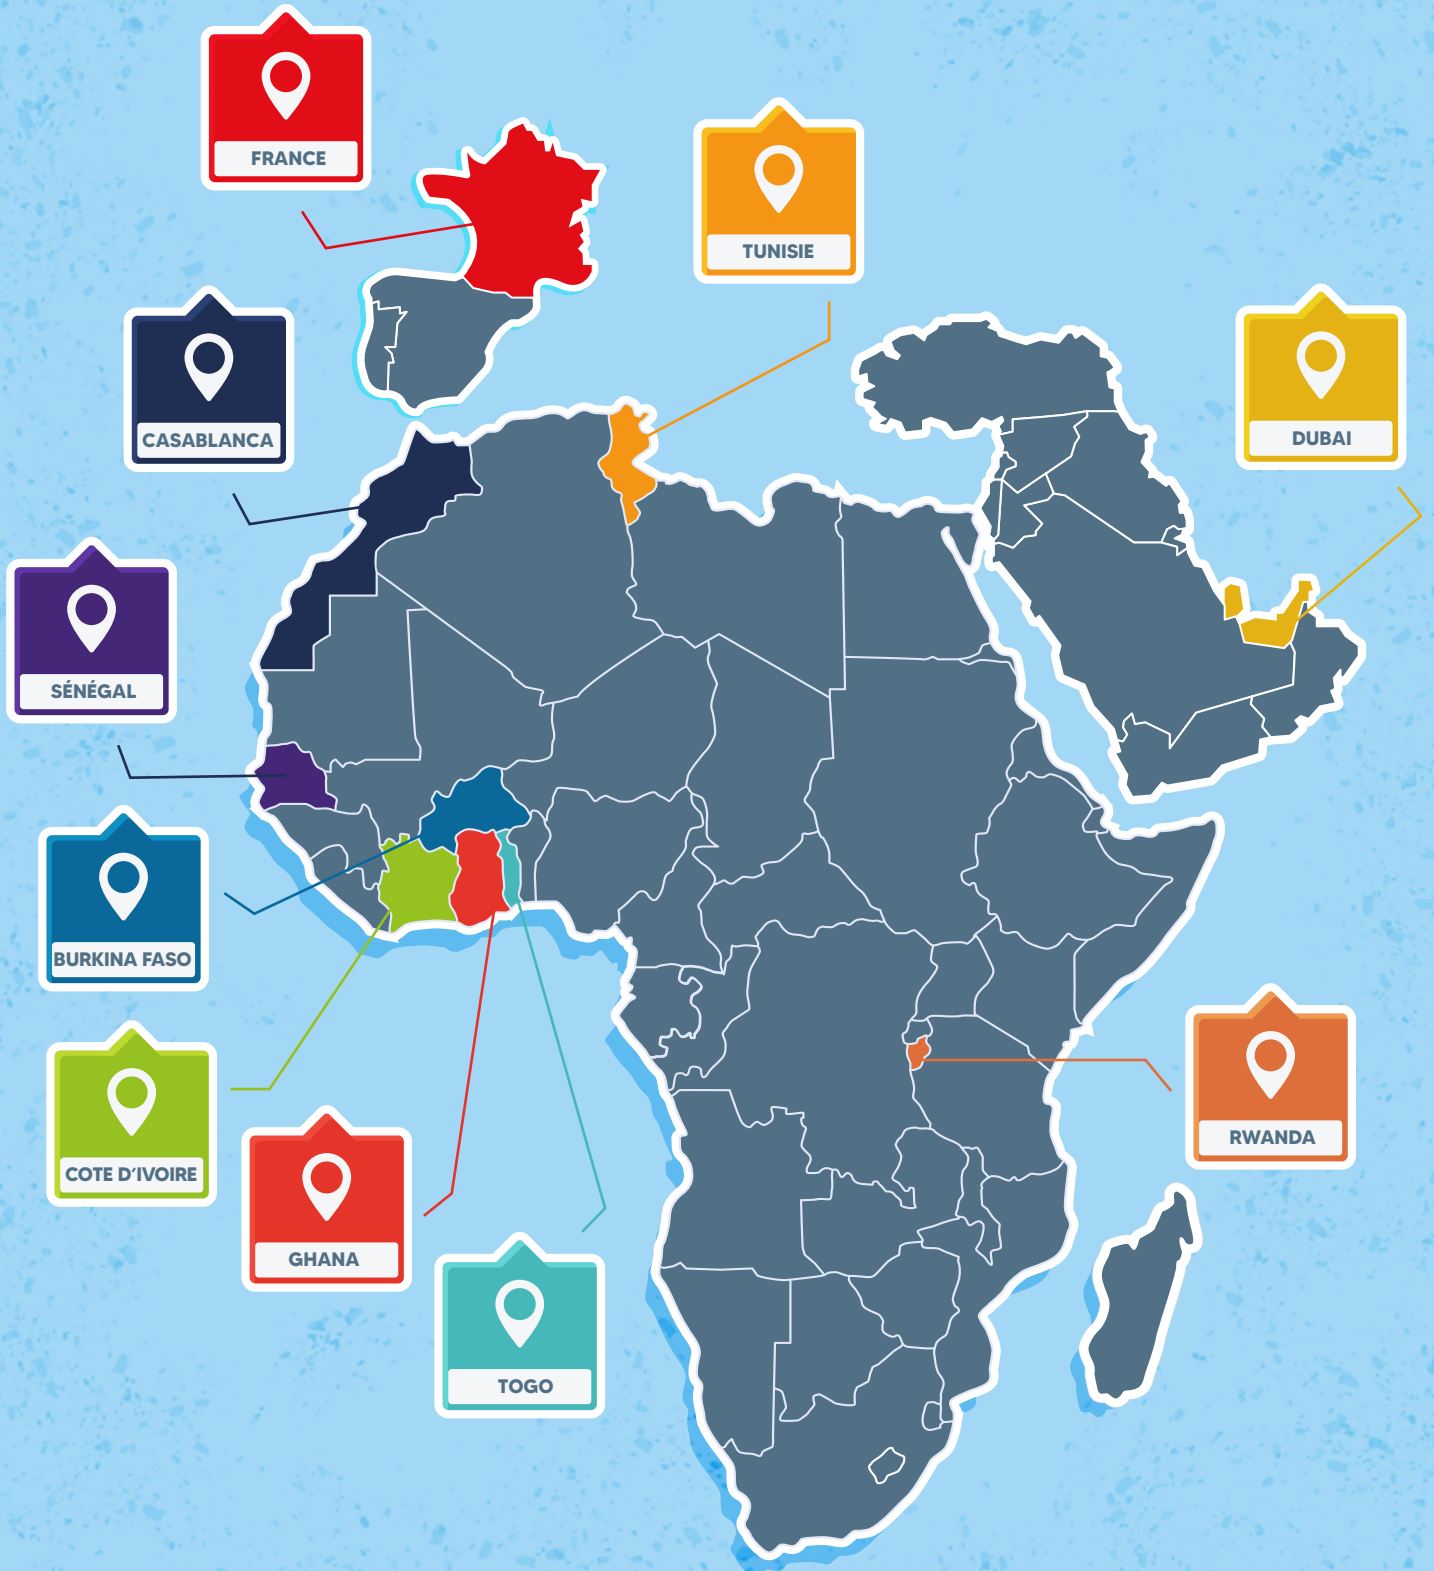 FRANCE
TUNISIE
CASABLANCA
DUBAI
SÉNÉGAL
BURKINA FASO
COTE D'IVOIRE
RWANDA
GHANA
TOGO